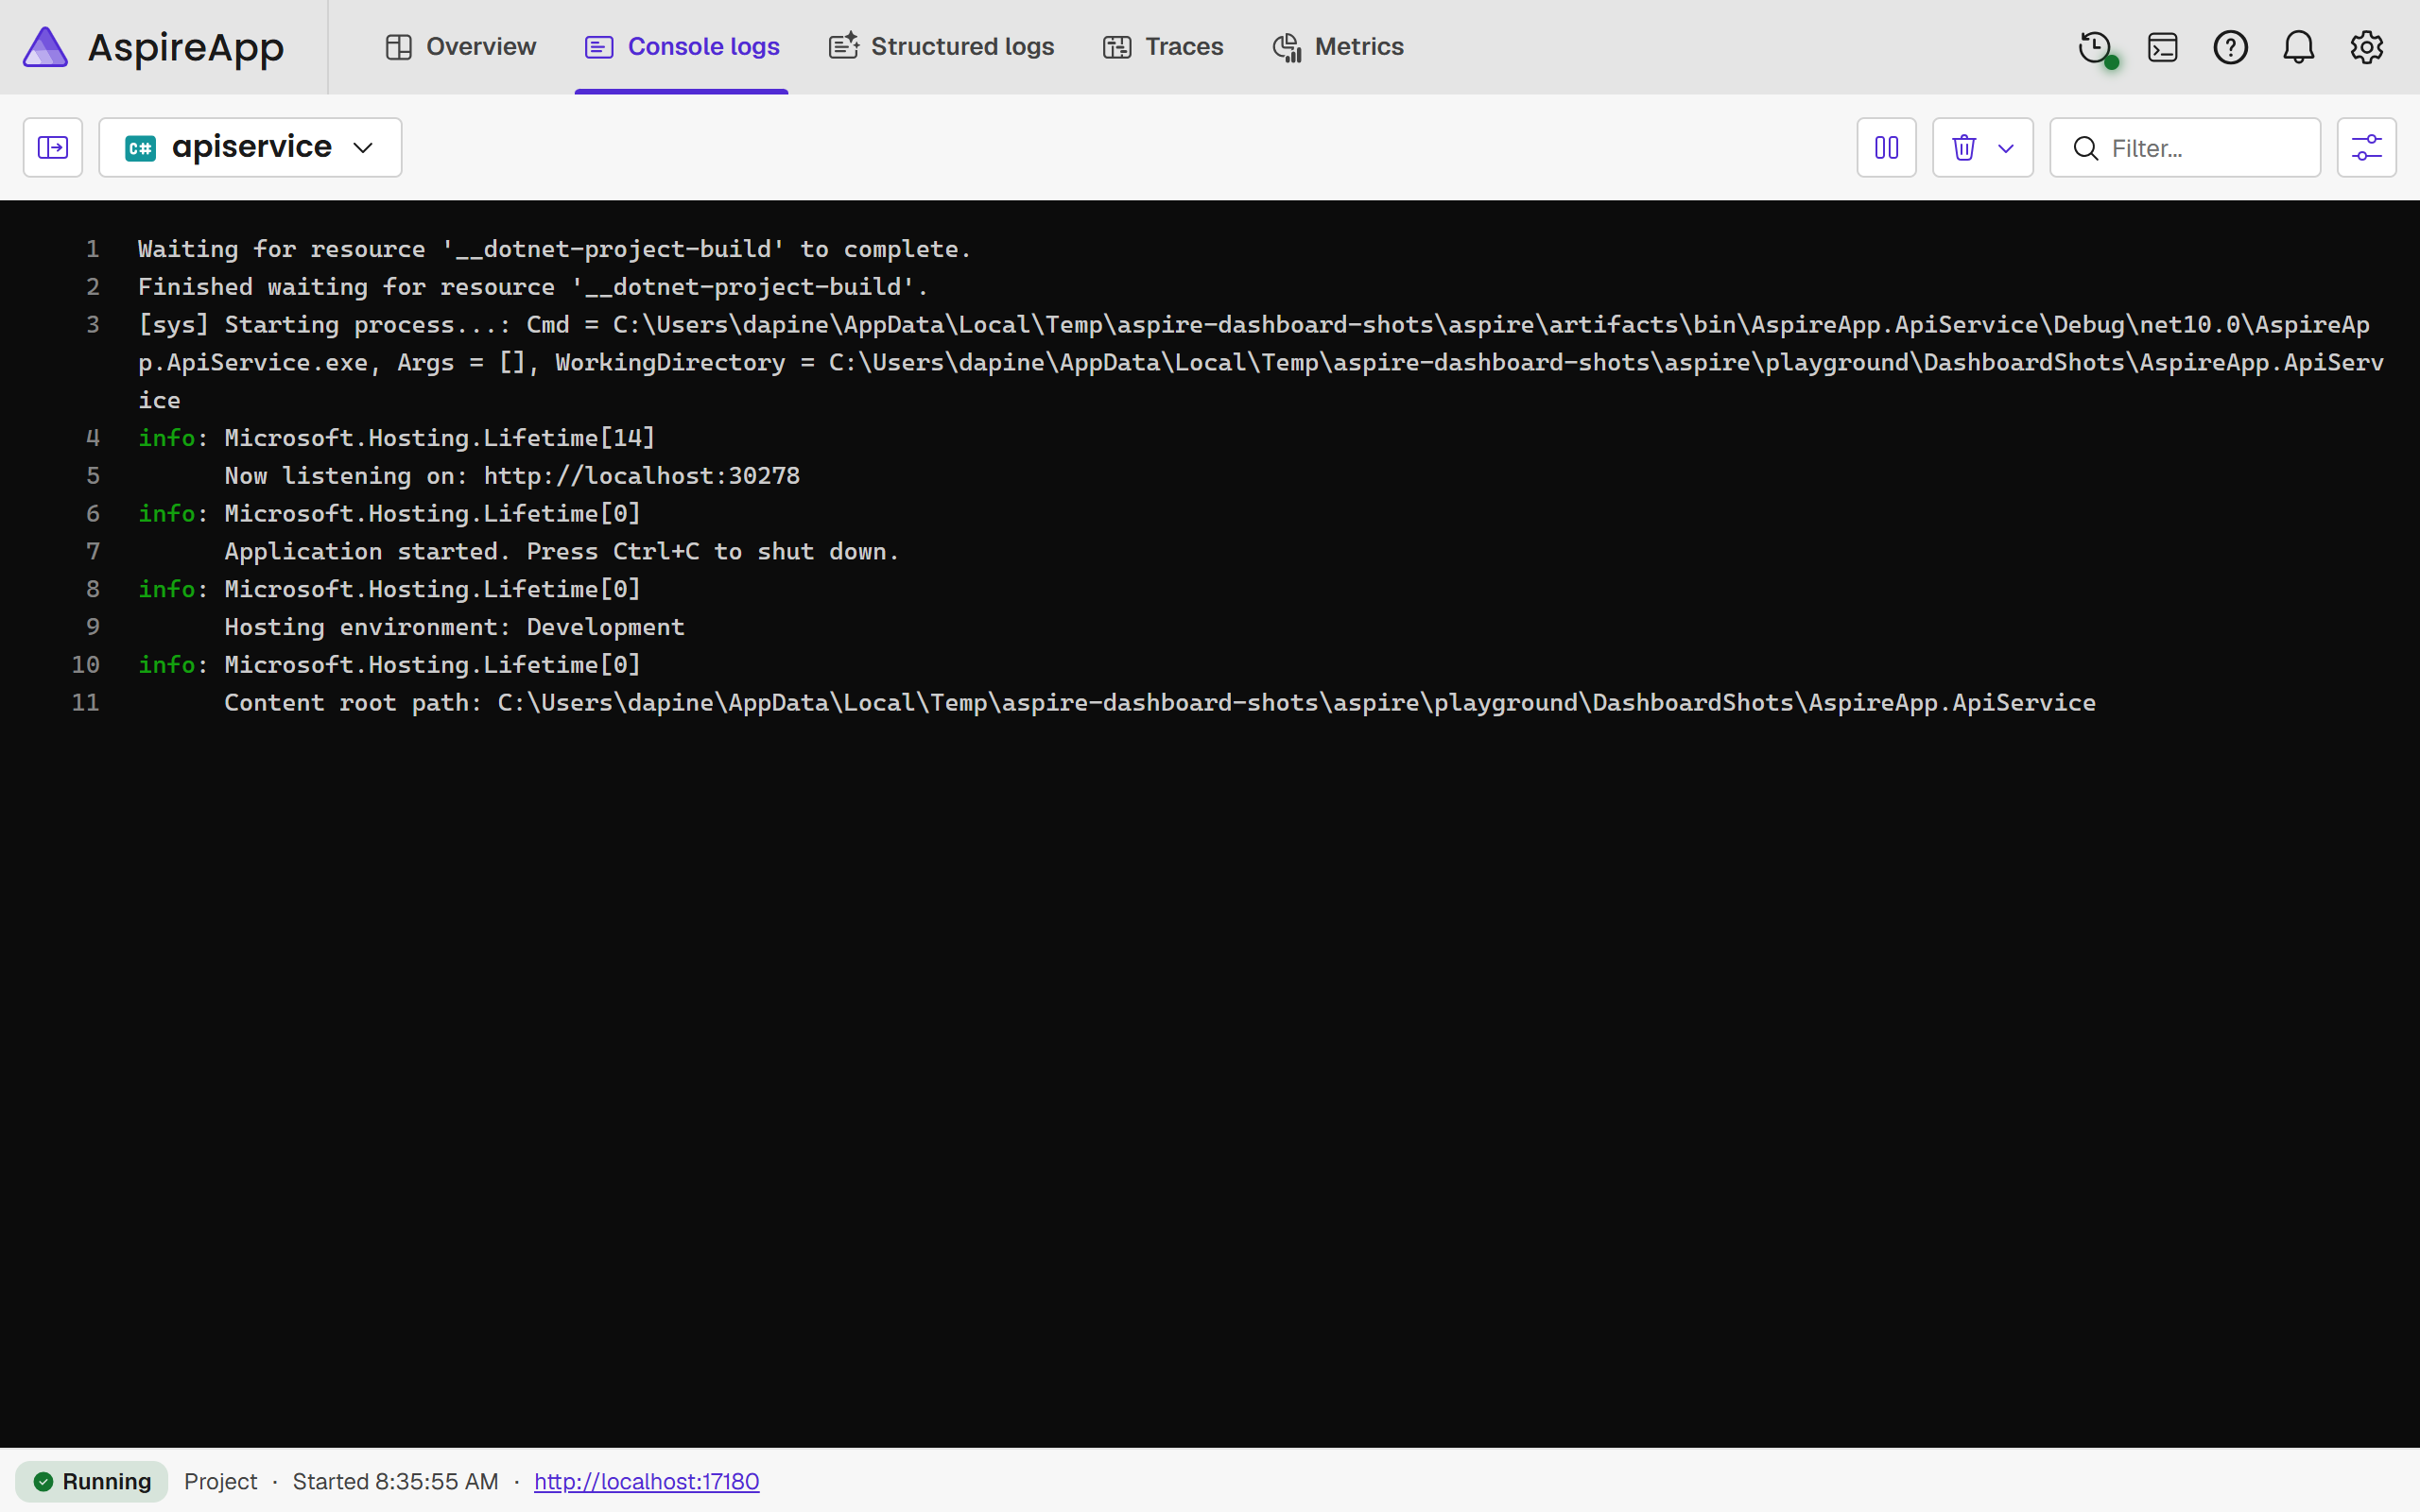 AspireApp
Overview
Console logs
Structured logs
Traces
Metrics
C# apiservice
Filter...
1 Waiting for resource '__dotnet-project-build' to complete.
2 Finished waiting for resource '__dotnet-project-build'.
3 [sys] Starting process...: Cmd = C:\Users\dapine\AppData\Local\Temp\aspire-dashboard-shots\aspire\artifacts\bin\AspireApp.ApiService\Debug\net10.0\AspireAp
p.ApiService.exe, Args = [], WorkingDirectory = C:\Users\dapine\AppData\Local\Temp\aspire-dashboard-shots\aspire\playground\DashboardShots\AspireApp.ApiServ
ice
4 info: Microsoft.Hosting.Lifetime[14]
5 Now listening on: http://localhost:30278
6 info: Microsoft.Hosting.Lifetime[0]
7 Application started. Press Ctrl+C to shut down.
8 info: Microsoft.Hosting.Lifetime[0]
9 Hosting environment: Development
10 info: Microsoft.Hosting.Lifetime[0]
11 Content root path: C:\Users\dapine\AppData\Local\Temp\aspire-dashboard-shots\aspire\playground\DashboardShots\AspireApp.ApiService
Running Project · Started 8:35:55 AM · http://localhost:17180